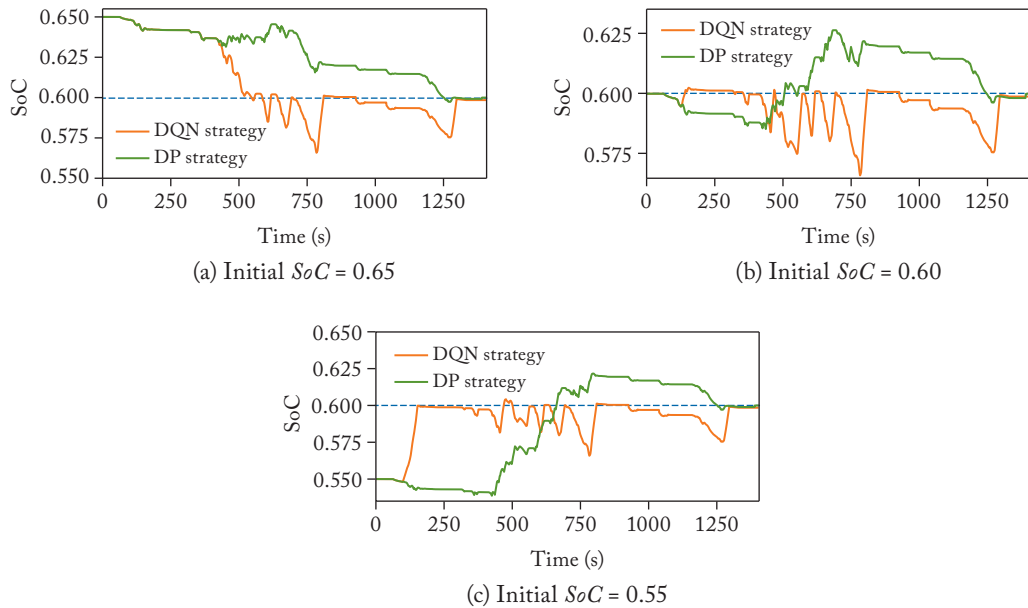 0.650
0.625
0.600
0.575
0.550
SoC
DQN strategy
DP strategy
0 250 500 750 1000 1250
Time (s)
(a) Initial SoC = 0.65
0.625
0.600
0.575
SoC
DQN strategy
DP strategy
0 250 500 750 1000 1250
Time (s)
(b) Initial SoC = 0.60
0.650
0.625
0.600
0.575
0.550
SoC
DQN strategy
DP strategy
0 250 500 750 1000 1250
Time (s)
(c) Initial SoC = 0.55